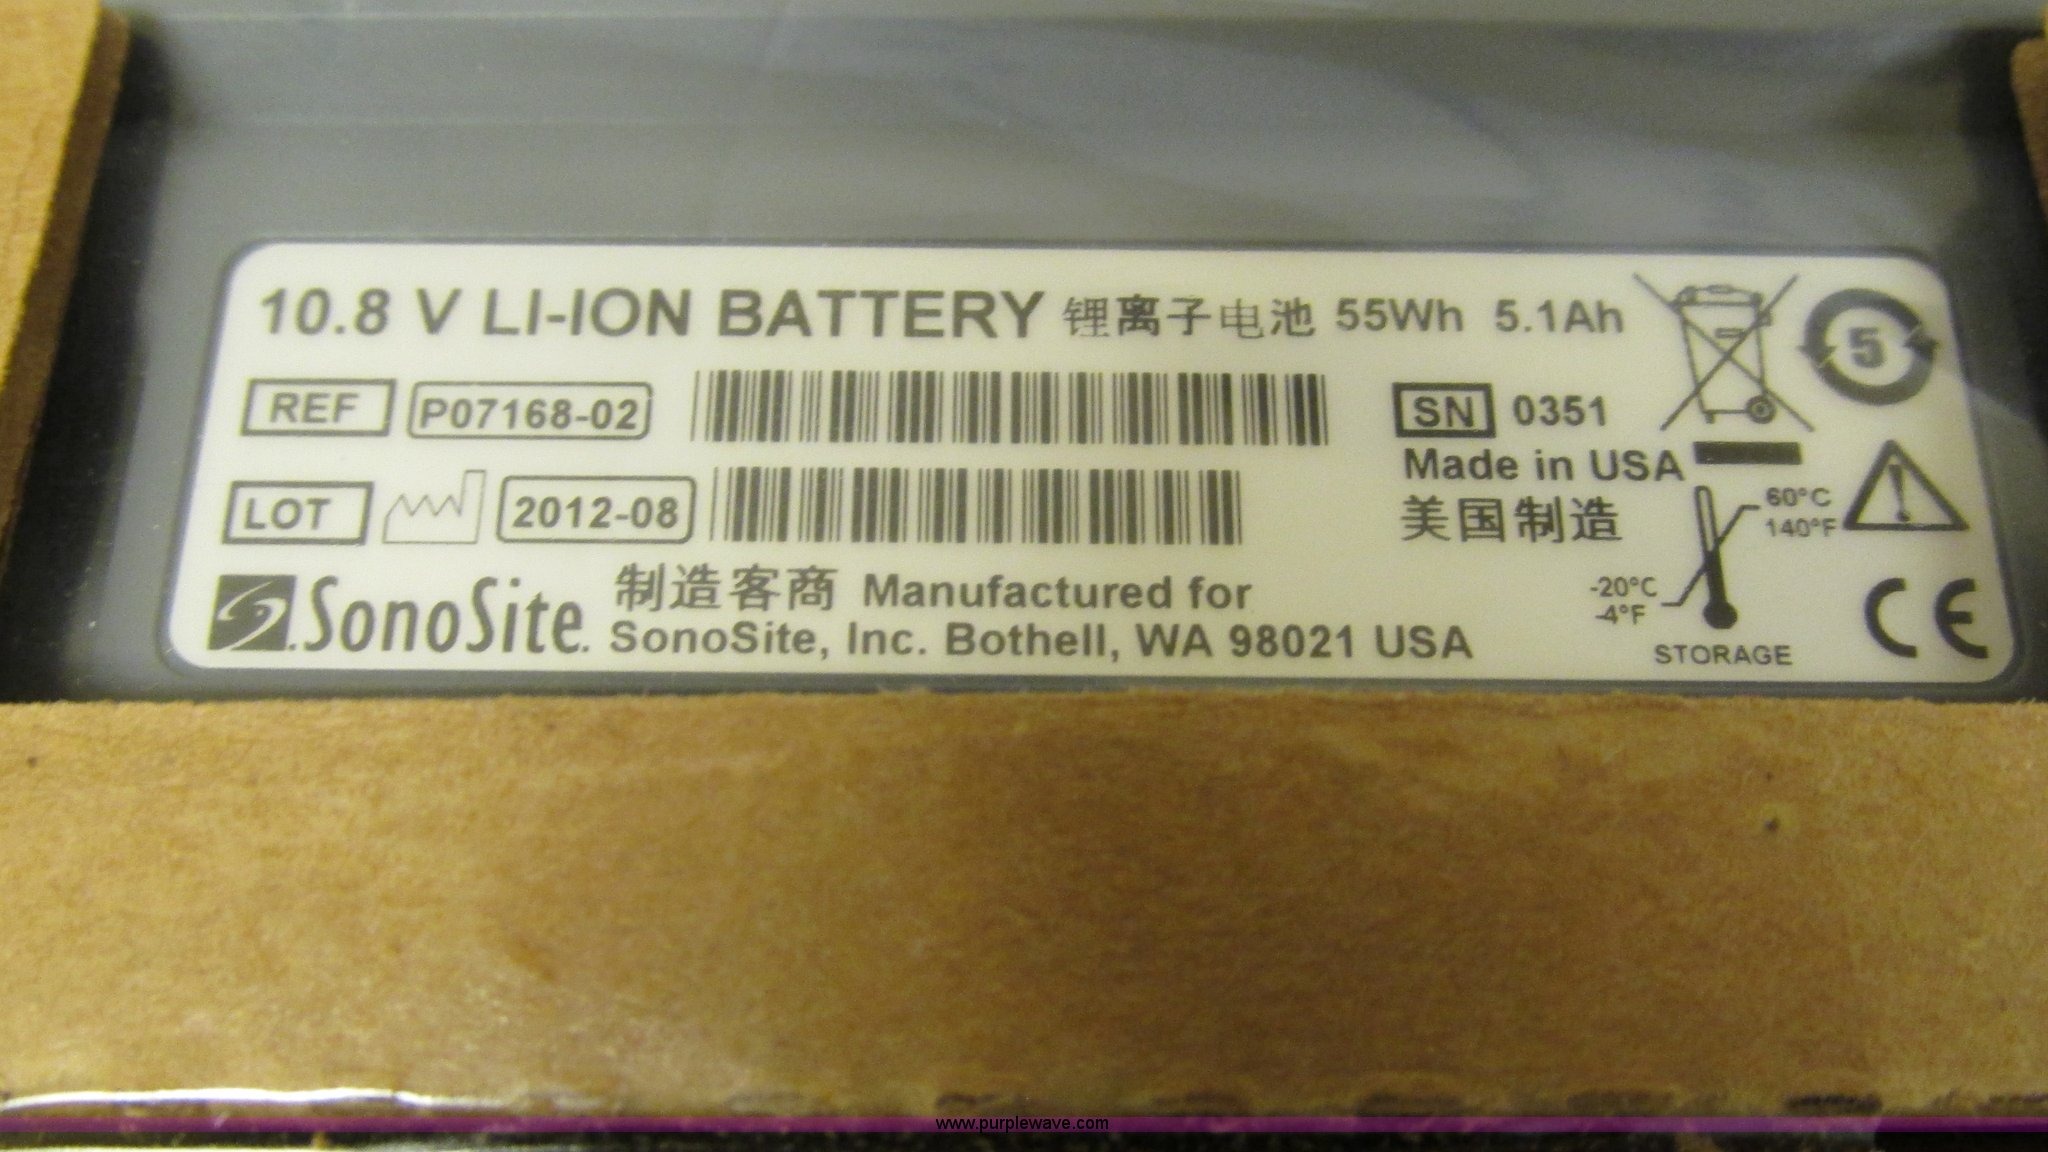 10.8 V LI-ION BATTERY 锂离子电池 55Wh 5.1Ah
5
REF P07168-02
SN 0351
Made in USA
美国制造
LOT 2012-08
60°C
140°F
-20°C
-4°F
STORAGE
SonoSite.
制造客商 Manufactured for
SonoSite, Inc. Bothell, WA 98021 USA
CE
www.purplewave.com